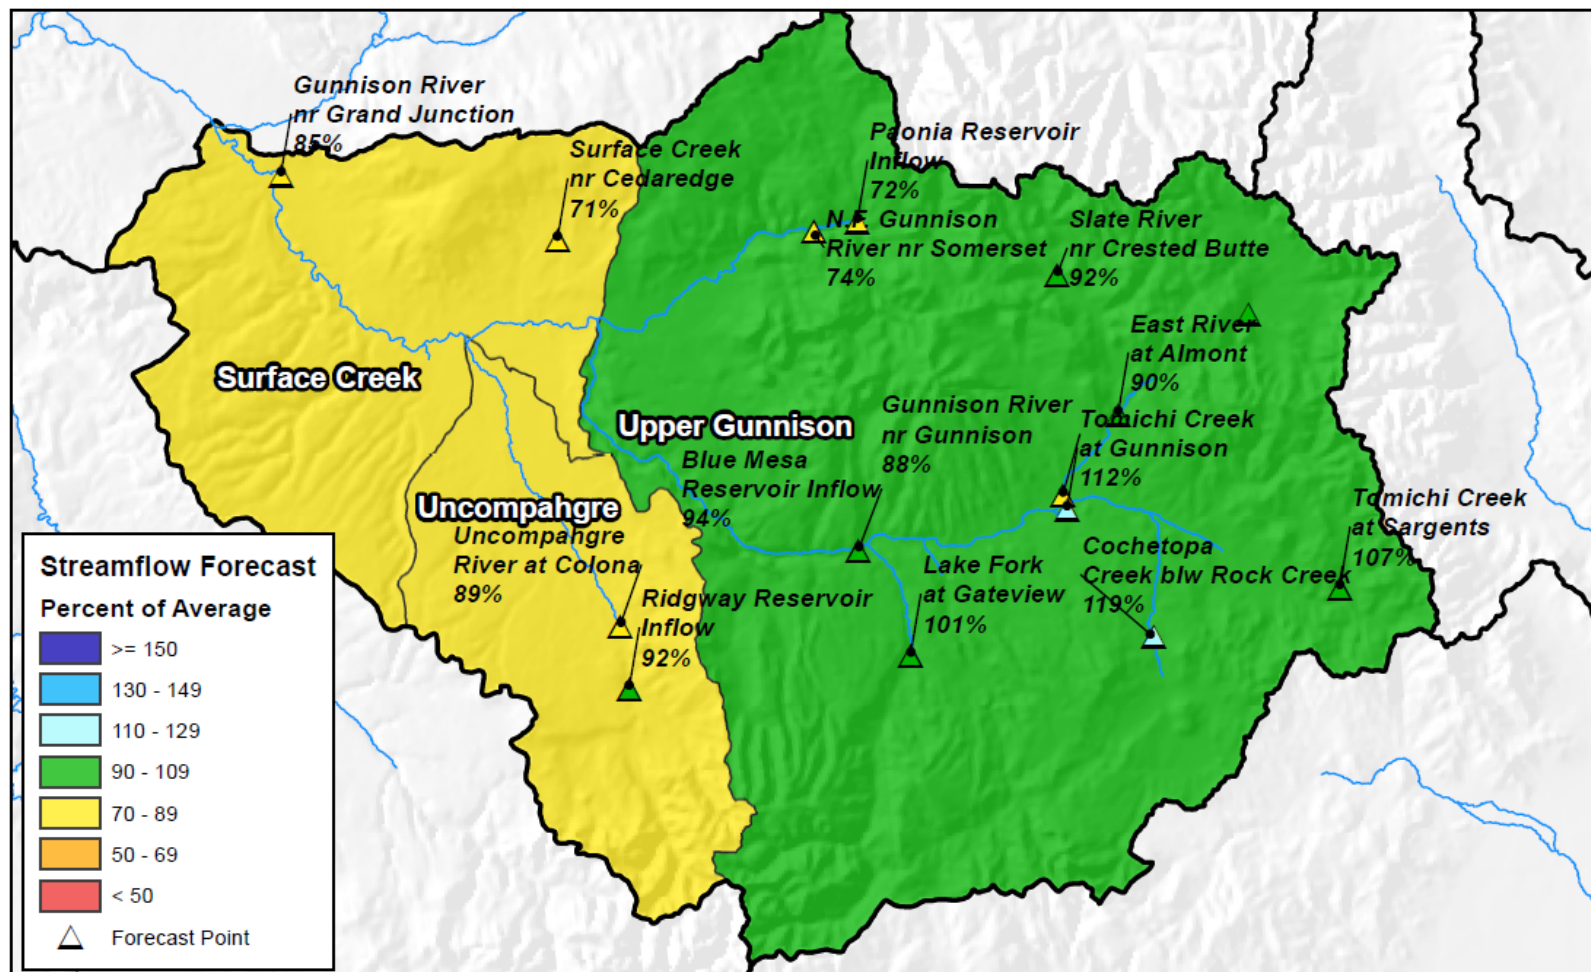 Gunnison River
nr Grand Junction
85%
Surface Creek
nr Cedaredge
71%
Paonia Reservoir
Inflow
72%
N.F. Gunnison
River nr Somerset
74%
Slate River
nr Crested Butte
92%
East River
at Almont
90%
Surface Creek
Upper Gunnison
Gunnison River
nr Gunnison
88%
Tomichi Creek
at Gunnison
112%
Blue Mesa
Reservoir Inflow
94%
Uncompahgre
Uncompahgre
River at Colona
89%
Tomichi Creek
at Sargents
107%
Lake Fork
at Gateview
101%
Cochetopa
Creek blw Rock Creek
119%
Ridgway Reservoir
Inflow
92%
Streamflow Forecast
Percent of Average
>= 150
130 - 149
110 - 129
90 - 109
70 - 89
50 - 69
< 50
Forecast Point